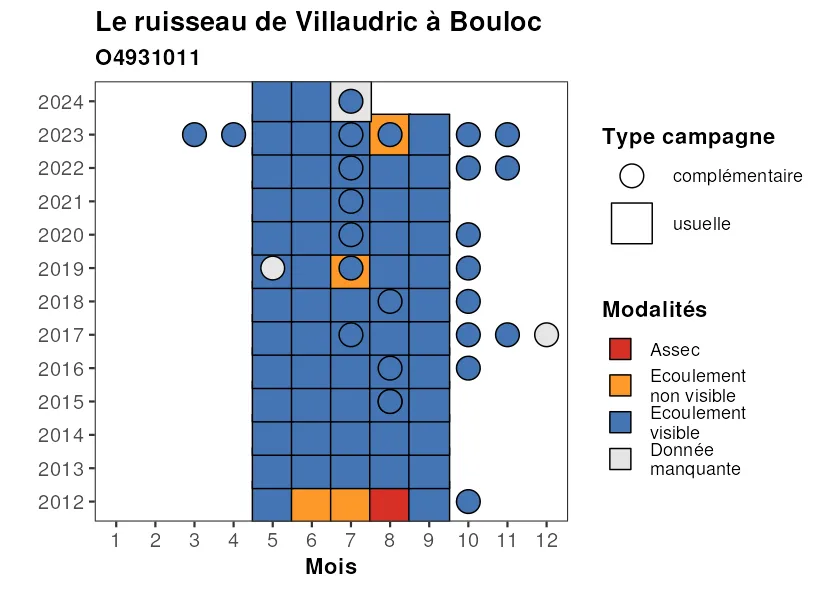 Le ruisseau de Villaudric à Bouloc
O4931011
2024
2023
2022
2021
2020
2019
2018
2017
2016
2015
2014
2013
2012
1 2 3 4 5 6 7 8 9 10 11 12
Mois
Type campagne
complémentaire
usuelle
Modalités
Assec
Ecoulement
non visible
Ecoulement
visible
Donnée
manquante